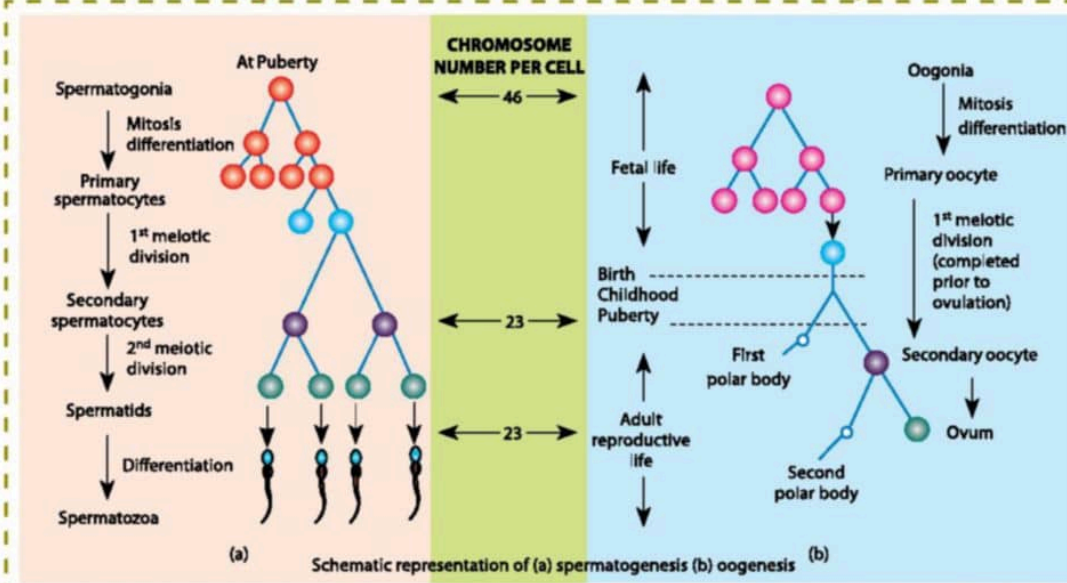 At Puberty
Spermatogonia
Mitosis
differentiation
Primary
spermatocytes
1st meiotic
division
Secondary
spermatocytes
2nd meiotic
division
Spermatids
Differentiation
Spermatozoa
(a)
CHROMOSOME
NUMBER PER CELL
46
23
23
Fetal life
Birth
Childhood
Puberty
Adult
reproductive
life
First
polar body
Second
polar body
Oogonia
Mitosis
differentiation
Primary oocyte
1st meiotic
division
(completed
prior to
ovulation)
Secondary oocyte
Ovum
(b)
Schematic representation of (a) spermatogenesis (b) oogenesis